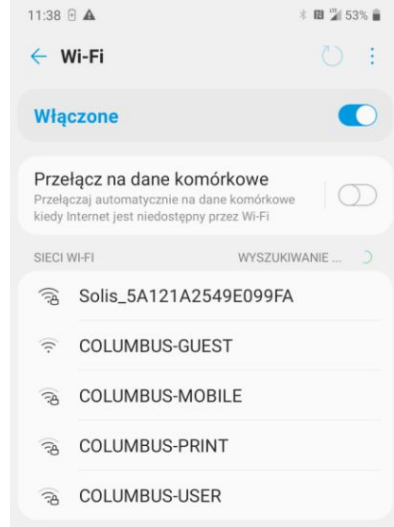 11:38 53%
Wi-Fi
Włączone
Przełącz na dane komórkowe
Przełączaj automatycznie na dane komórkowe
kiedy Internet jest niedostępny przez Wi-Fi
SIECI WI-FI WYSZUKIWANIE ...
Solis_5A121A2549E099FA
COLUMBUS-GUEST
COLUMBUS-MOBILE
COLUMBUS-PRINT
COLUMBUS-USER